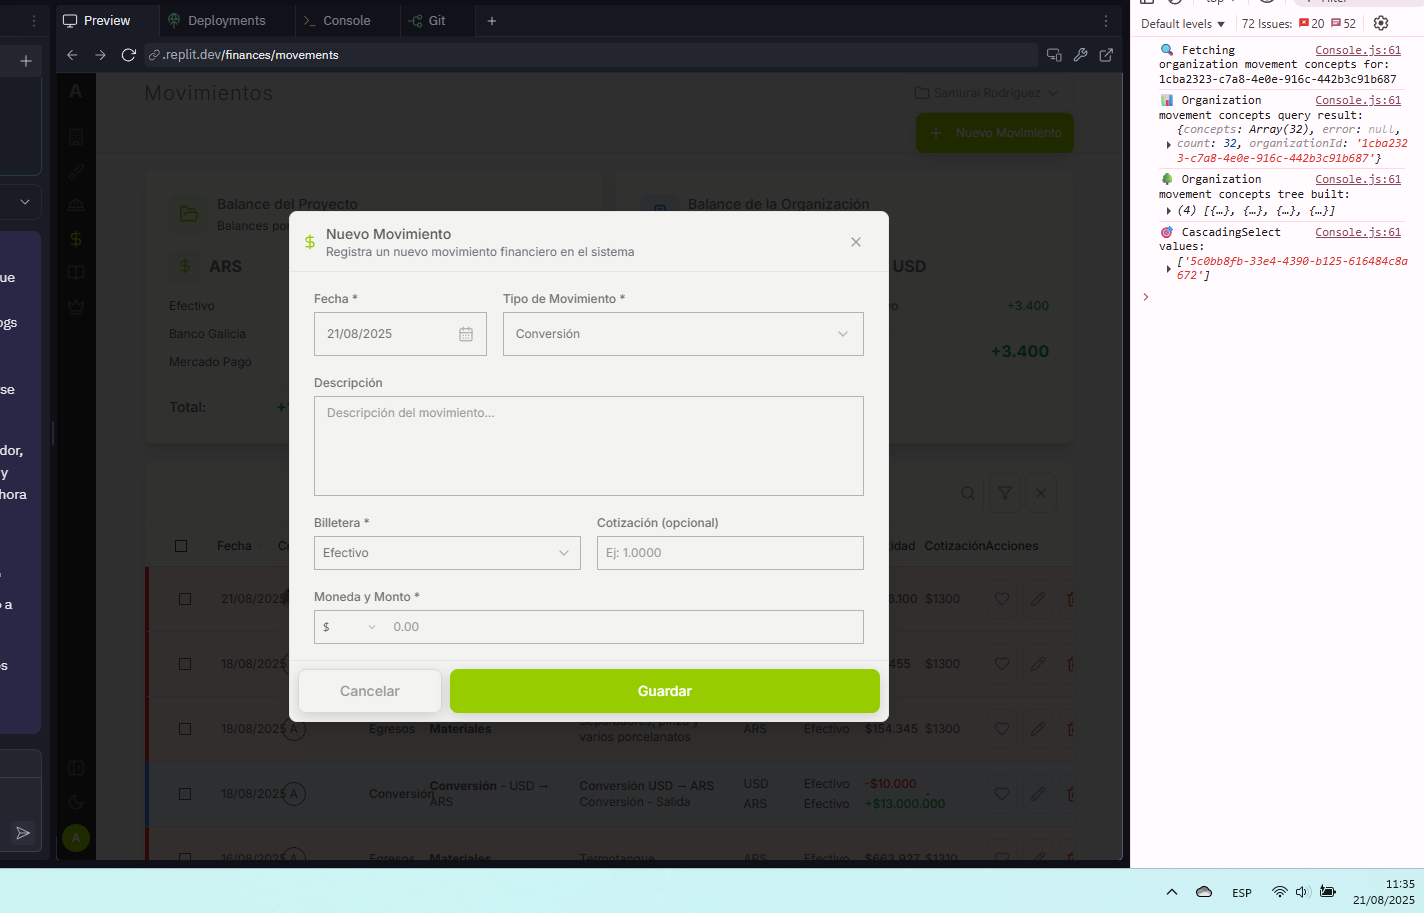 Preview
Deployments
Console
Git
.replit.dev/finances/movements
Default levels
72 Issues: 20 52
ue
ogs
se
dor,
y
hora
o a
os
A
Movimientos
Samurai Rodriguez
+ Nuevo Movimiento
Balance del Proyecto
Balances pos
Balance de la Organización
$ ARS
USD
Efectivo
+3.400
Banco Galicia
Mercado Pago
+3.400
Total:
Nuevo Movimiento
Registra un nuevo movimiento financiero en el sistema
Fecha *
Tipo de Movimiento *
21/08/2025
Conversión
Descripción
Descripción del movimiento...
Billetera *
Cotización (opcional)
Efectivo
Ej: 1.0000
Moneda y Monto *
$ 0.00
Cancelar
Guardar
Fecha
idad Cotización Acciones
21/08/2025 .100 $1300
18/08/2025 455 $1300
18/08/2025 A Egresos Materiales varios porcelanatos ARS Efectivo $154.345 $1300
18/08/2025 A Conversión Conversión - USD → ARS Conversión USD → ARS Conversión - Salida USD Efectivo -$10.000 -
ARS Efectivo +$13.000.000
16/08/2025 A Egresos Materiales Termotanque ARS Efectivo $663.927 $1310
A
Fetching Console.js:61
organization movement concepts for:
1cba2323-c7a8-4e0e-916c-442b3c91b687
Organization Console.js:61
movement concepts query result:
{concepts: Array(32), error: null,
count: 32, organizationId: '1cba232
3-c7a8-4e0e-916c-442b3c91b687'}
Organization Console.js:61
movement concepts tree built:
(4) [{…}, {…}, {…}, {…}]
CascadingSelect Console.js:61
values:
['5c0bb8fb-33e4-4390-b125-616484c8a
672']
ESP
11:35
21/08/2025